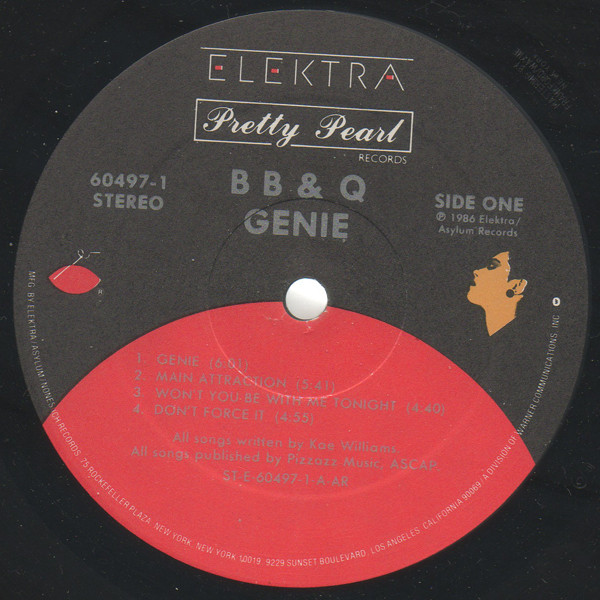 ELEKTRA
Pretty Pearl
RECORDS
B B & Q
GENIE
60497-1
STEREO
SIDE ONE
℗ 1986 Elektra/
Asylum Records
1. GENIE (6:01)
2. MAIN ATTRACTION (5:41)
3. WON'T YOU BE WITH ME TONIGHT (4:40)
4. DON'T FORCE IT (4:55)
All songs written by Kae Williams.
All songs published by Pizzazz Music, ASCAP.
ST-E-60497-1-A AR
MFG. BY ELEKTRA/ASYLUM/NONESUCH RECORDS, 75 ROCKEFELLER PLAZA, NEW YORK, NEW YORK 10019. 9229 SUNSET BOULEVARD, LOS ANGELES, CALIFORNIA 90069 / A DIVISION OF WARNER COMMUNICATIONS, INC